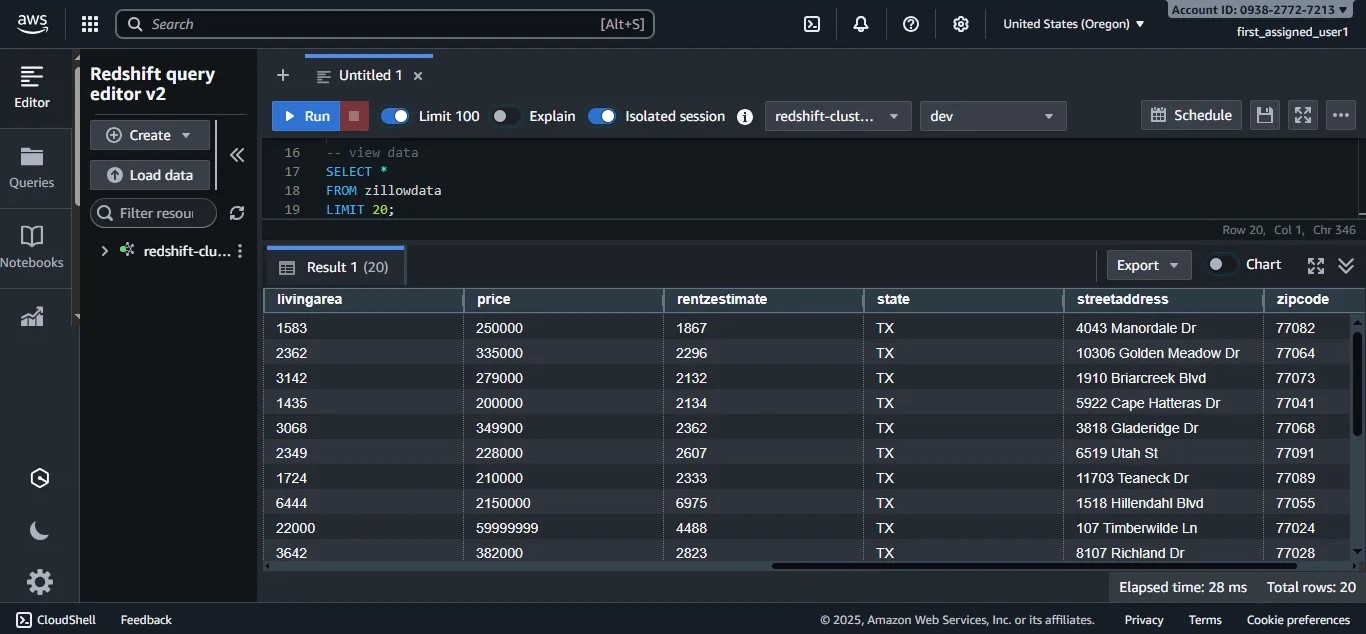 aws
Search
[Alt+S]
United States (Oregon)
Account ID: 0938-2772-7213
first_assigned_user1
Editor
Queries
Notebooks
Redshift query
editor v2
Create
Load data
Filter resou
redshift-clu...
Untitled 1
Run
Limit 100
Explain
Isolated session
redshift-clust...
dev
Schedule
16 -- view data
17 SELECT *
18 FROM zillowdata
19 LIMIT 20;
Row 20, Col 1, Chr 346
Result 1 (20)
Export
Chart
livingarea price rentzestimate state streetaddress zipcode
1583 250000 1867 TX 4043 Manordale Dr 77082
2362 335000 2296 TX 10306 Golden Meadow Dr 77064
3142 279000 2132 TX 1910 Briarcreek Blvd 77073
1435 200000 2134 TX 5922 Cape Hatteras Dr 77041
3068 349900 2362 TX 3818 Gladeridge Dr 77068
2349 228000 2607 TX 6519 Utah St 77091
1724 210000 2333 TX 11703 Teaneck Dr 77089
6444 2150000 6975 TX 1518 Hillendahl Blvd 77055
22000 59999999 4488 TX 107 Timberwilde Ln 77024
3642 382000 2823 TX 8107 Richland Dr 77028
Elapsed time: 28 ms Total rows: 20
CloudShell Feedback © 2025, Amazon Web Services, Inc. or its affiliates. Privacy Terms Cookie preferences